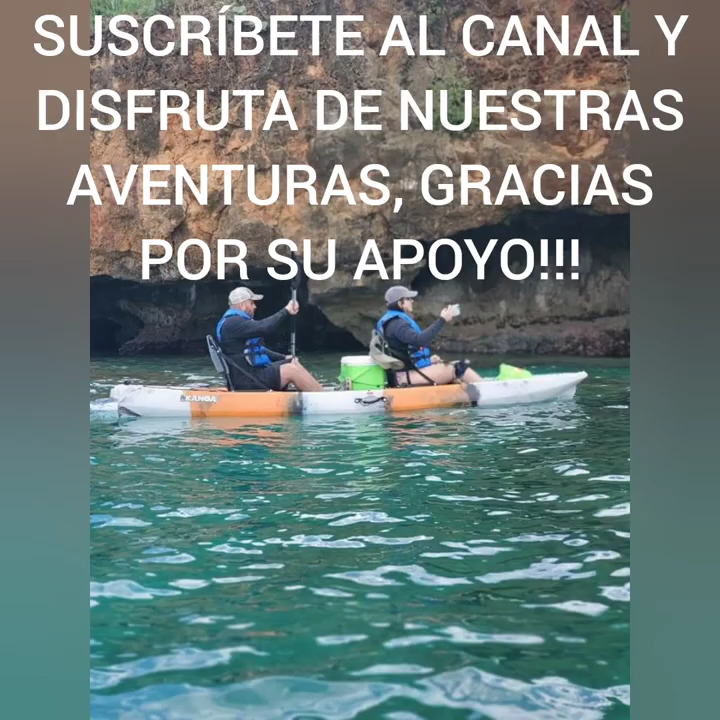 SUSCRÍBETE AL CANAL Y
DISFRUTA DE NUESTRAS
AVENTURAS, GRACIAS
POR SU APOYO!!!
KANGA